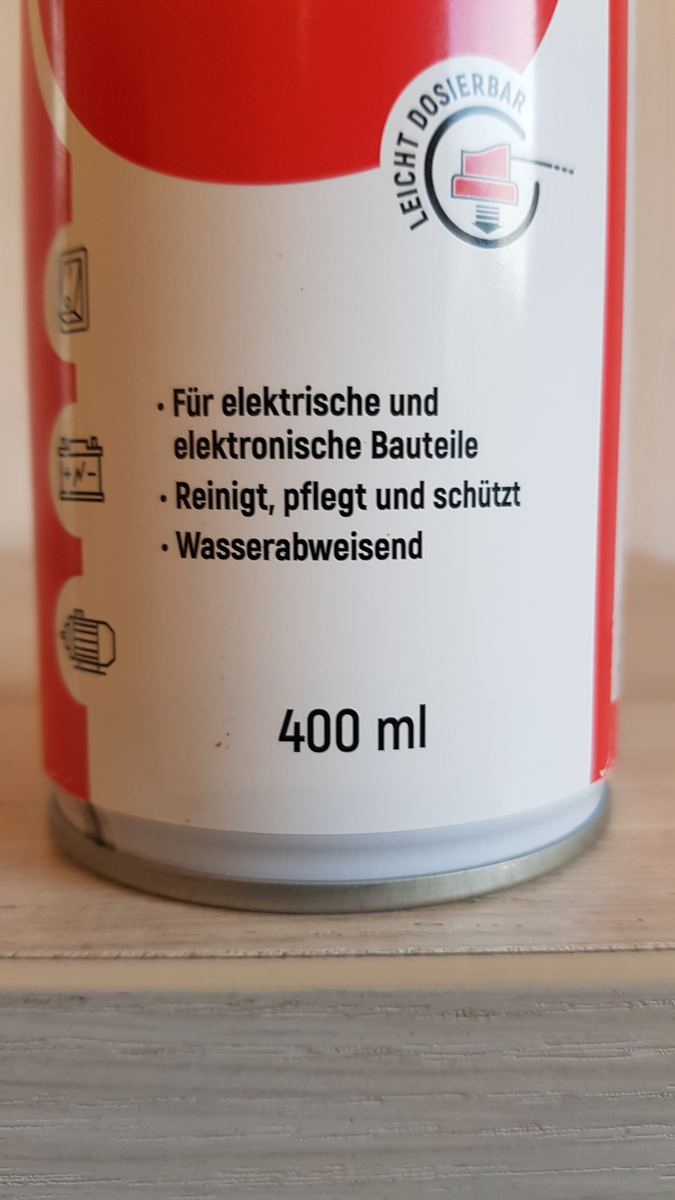 LEICHT DOSIERBAR
• Für elektrische und
elektronische Bauteile
• Reinigt, pflegt und schützt
• Wasserabweisend
400 ml